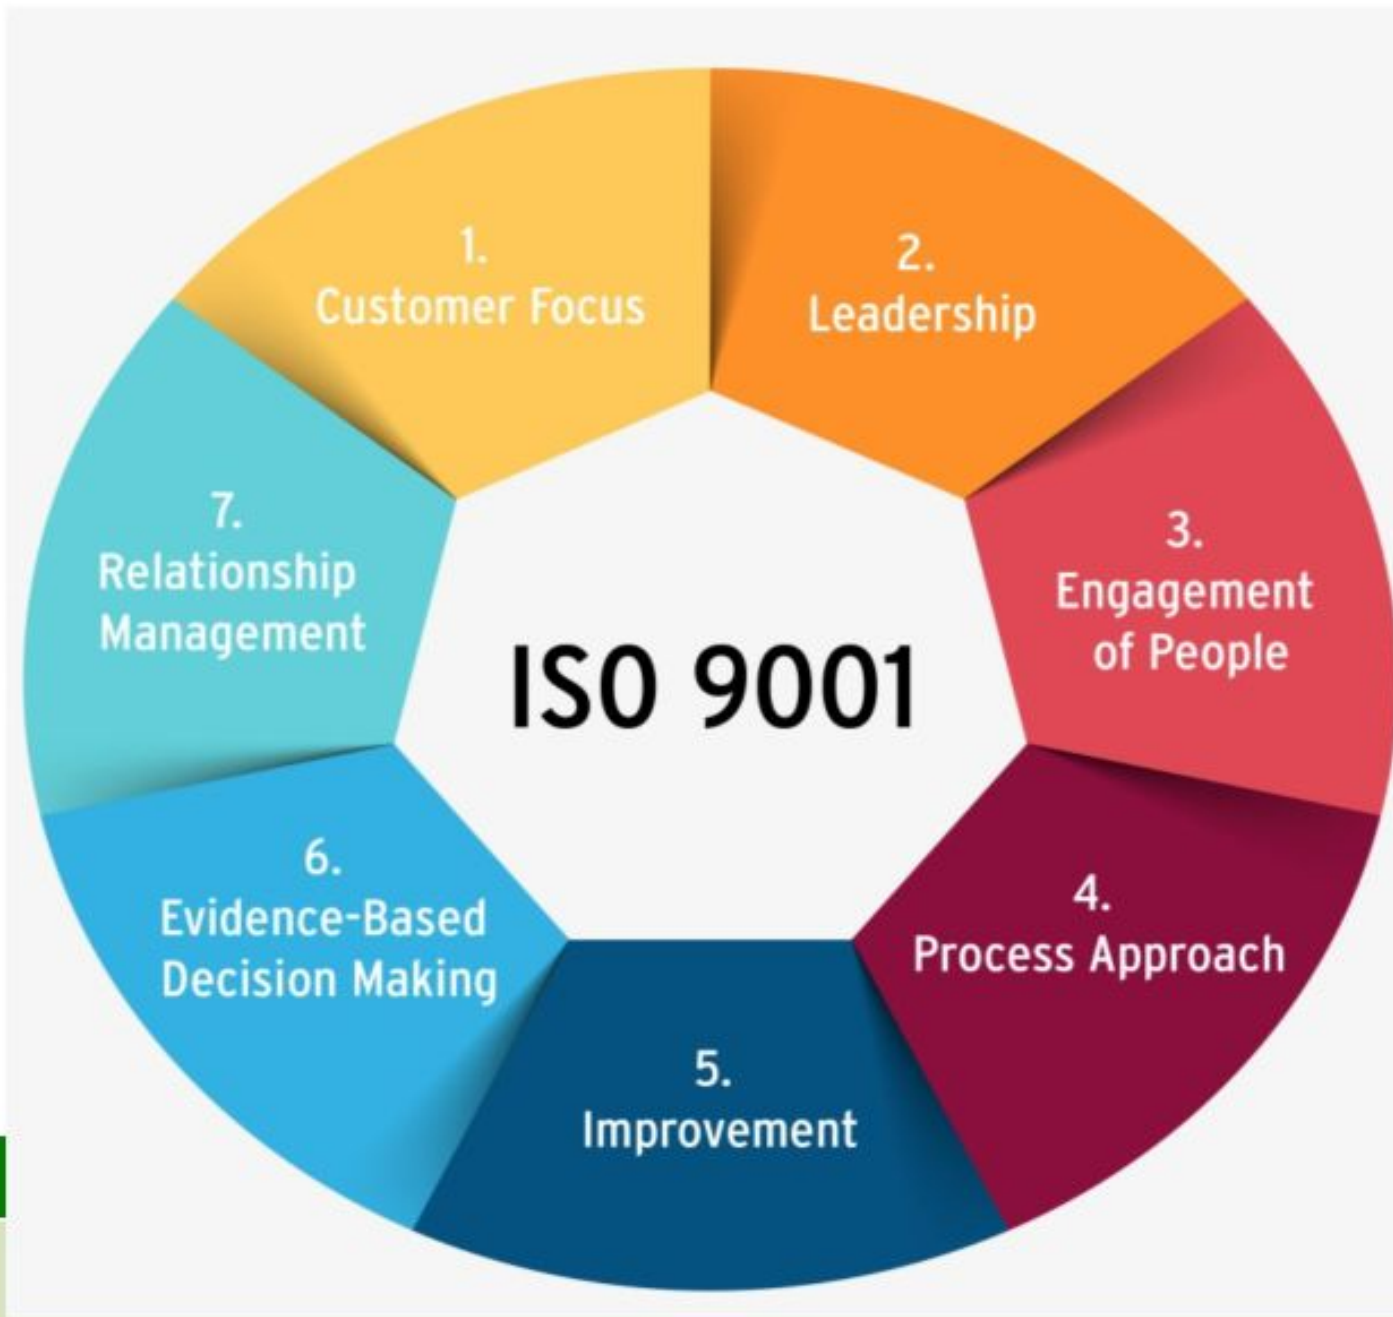 1.
Customer Focus
2.
Leadership
3.
Engagement
of People
4.
Process Approach
5.
Improvement
6.
Evidence-Based
Decision Making
7.
Relationship
Management
ISO 9001